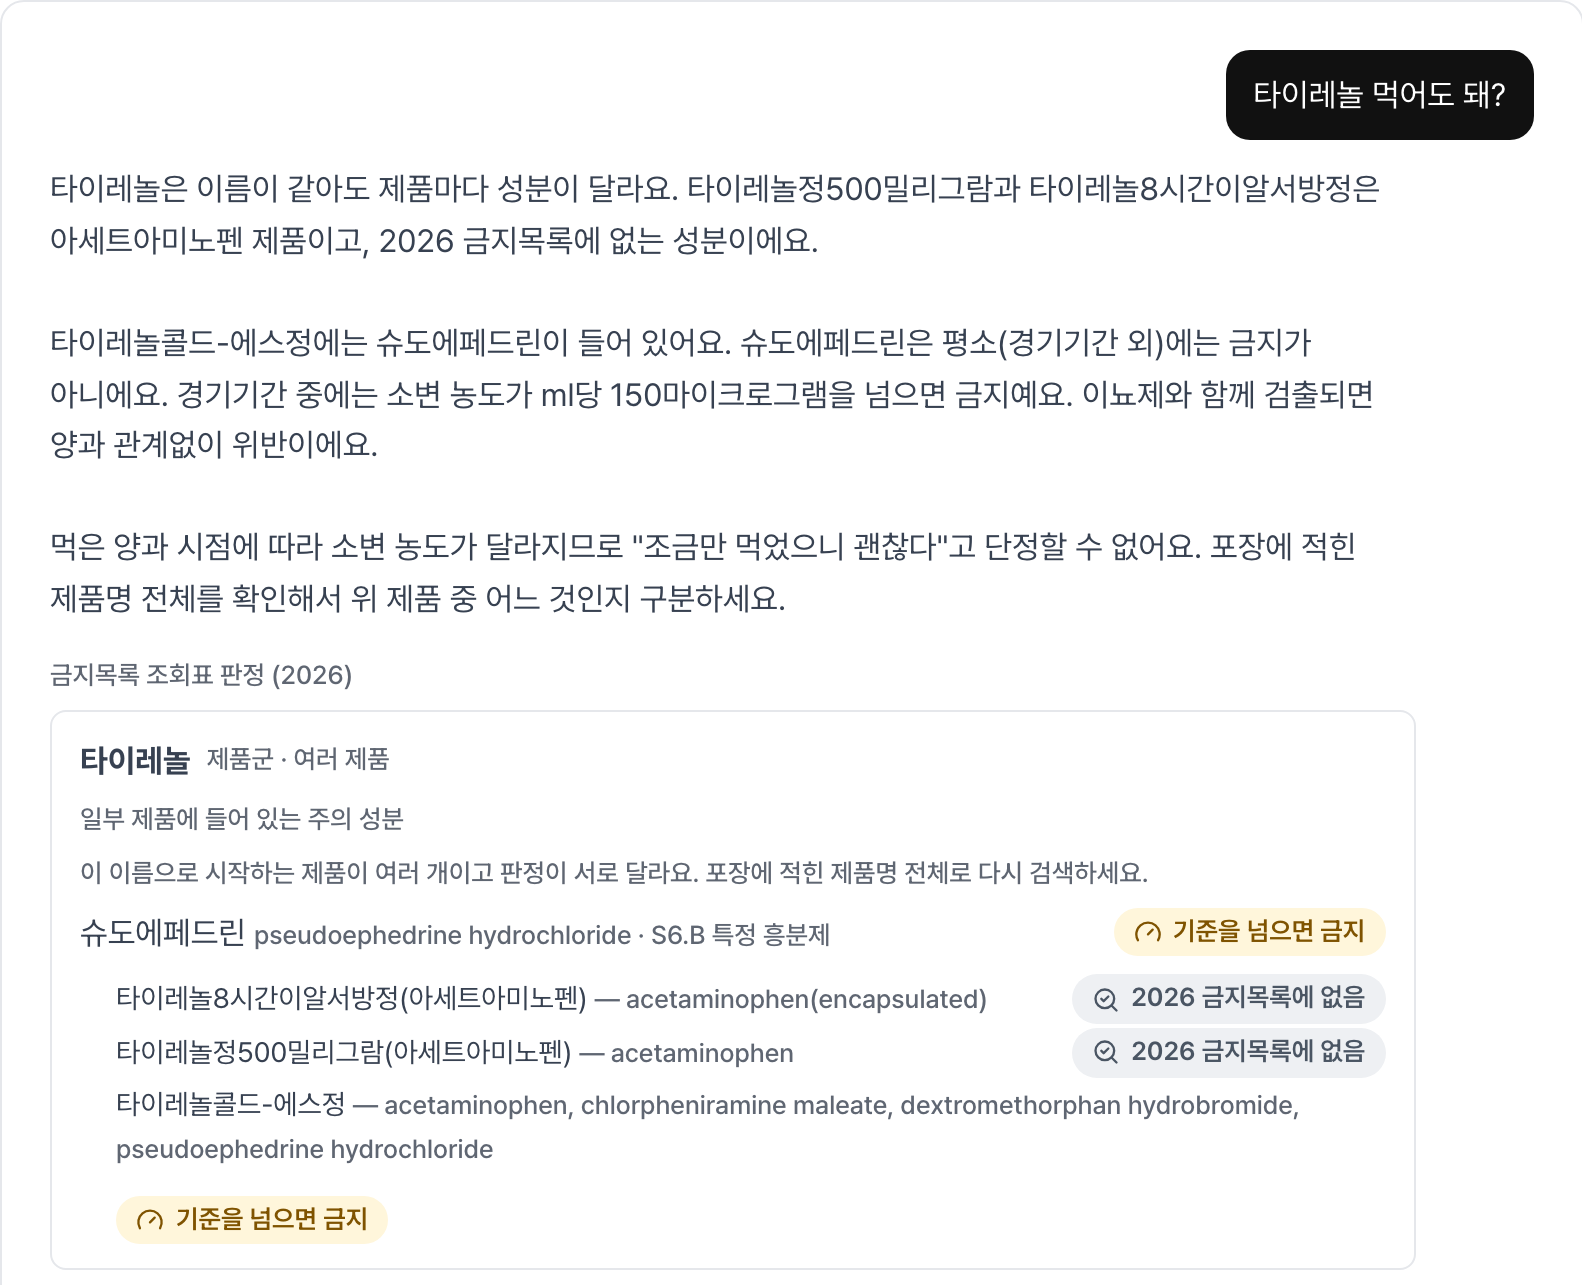 타이레놀 먹어도 돼?
타이레놀은 이름이 같아도 제품마다 성분이 달라요. 타이레놀정500밀리그람과 타이레놀8시간이알서방정은
아세트아미노펜 제품이고, 2026 금지목록에 없는 성분이에요.
타이레놀콜드-에스정에는 슈도에페드린이 들어 있어요. 슈도에페드린은 평소(경기기간 외)에는 금지가
아니에요. 경기기간 중에는 소변 농도가 ml당 150마이크로그램을 넘으면 금지예요. 이뇨제와 함께 검출되면
양과 관계없이 위반이에요.
먹은 양과 시점에 따라 소변 농도가 달라지므로 "조금만 먹었으니 괜찮다"고 단정할 수 없어요. 포장에 적힌
제품명 전체를 확인해서 위 제품 중 어느 것인지 구분하세요.
금지목록 조회표 판정 (2026)
타이레놀 제품군 · 여러 제품
일부 제품에 들어 있는 주의 성분
이 이름으로 시작하는 제품이 여러 개이고 판정이 서로 달라요. 포장에 적힌 제품명 전체로 다시 검색하세요.
슈도에페드린 pseudoephedrine hydrochloride · S6.B 특정 흥분제 기준을 넘으면 금지
타이레놀8시간이알서방정(아세트아미노펜) — acetaminophen(encapsulated) 2026 금지목록에 없음
타이레놀정500밀리그람(아세트아미노펜) — acetaminophen 2026 금지목록에 없음
타이레놀콜드-에스정 — acetaminophen, chlorpheniramine maleate, dextromethorphan hydrobromide,
pseudoephedrine hydrochloride
기준을 넘으면 금지